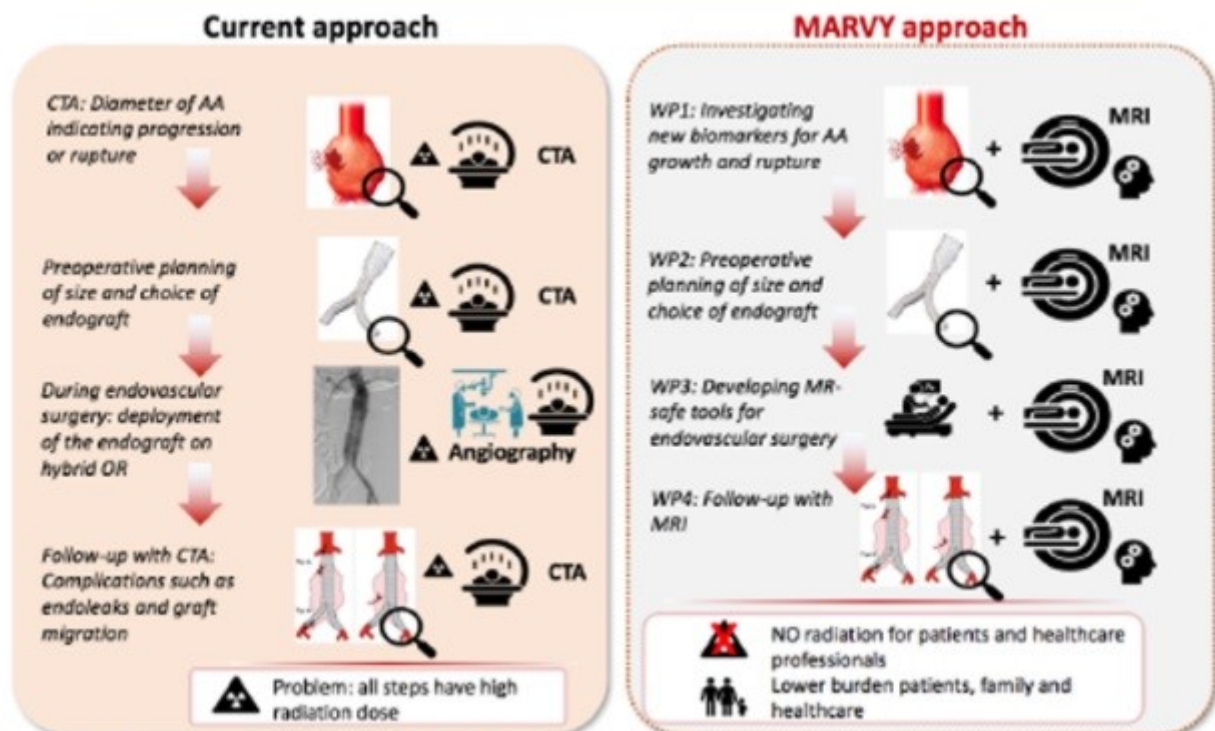 Current approach
CTA: Diameter of AA
indicating progression
or rupture
CTA
Preoperative planning
of size and choice of
endograft
CTA
During endovascular
surgery: deployment
of the endograft on
hybrid OR
Angiography
Follow-up with CTA:
Complications such as
endoleaks and graft
migration
CTA
Problem: all steps have high
radiation dose
MARVY approach
WP1: Investigating
new biomarkers for AA
growth and rupture
+
MRI
WP2: Preoperative
planning of size and
choice of endograft
+
MRI
WP3: Developing MR-
safe tools for
endovascular surgery
+
MRI
WP4: Follow-up with
MRI
+
MRI
NO radiation for patients and healthcare
professionals
Lower burden patients, family and
healthcare